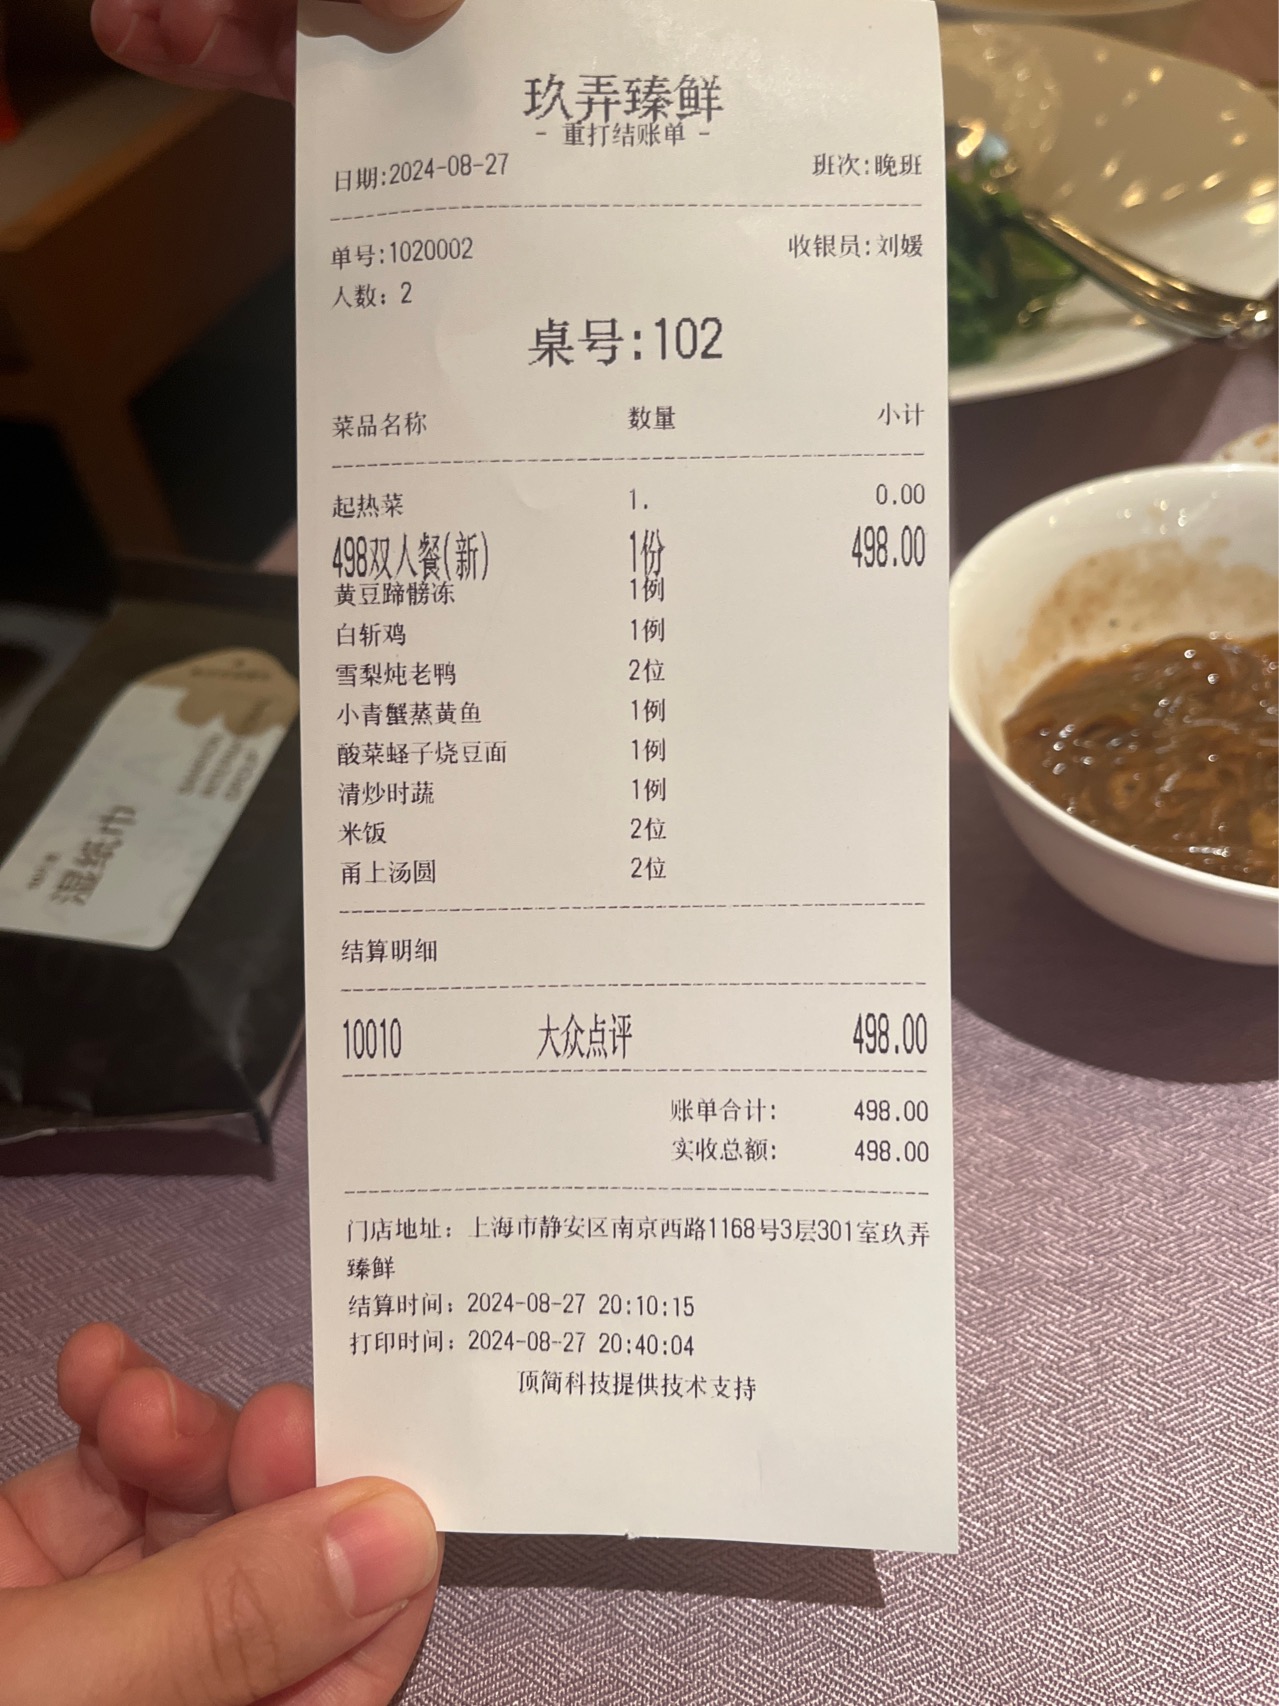 玖弄臻鲜
- 重打结账单 -
日期:2024-08-27 班次:晚班
单号:1020002 收银员:刘媛
人数: 2
桌号:102
菜品名称 数量 小计
起热菜 1. 0.00
498双人餐(新) 1份 498.00
黄豆蹄膀冻 1例
白斩鸡 1例
雪梨炖老鸭 2位
小青蟹蒸黄鱼 1例
酸菜蛏子烧豆面 1例
清炒时蔬 1例
米饭 2位
甬上汤圆 2位
结算明细
10010 大众点评 498.00
账单合计: 498.00
实收总额: 498.00
门店地址: 上海市静安区南京西路1168号3层301室玖弄
臻鲜
结算时间: 2024-08-27 20:10:15
打印时间: 2024-08-27 20:40:04
顶简科技提供技术支持
湿纸巾